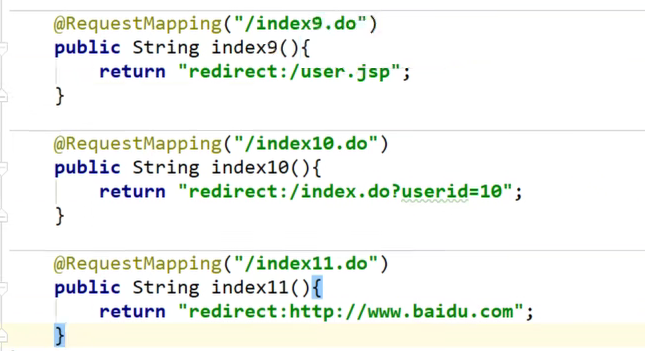 @RequestMapping("/index9.do")
public String index9(){
return "redirect:/user.jsp";
}
@RequestMapping("/index10.do")
public String index10(){
return "redirect:/index.do?userid=10";
}
@RequestMapping("/index11.do")
public String index11(){
return "redirect:http://www.baidu.com";
}